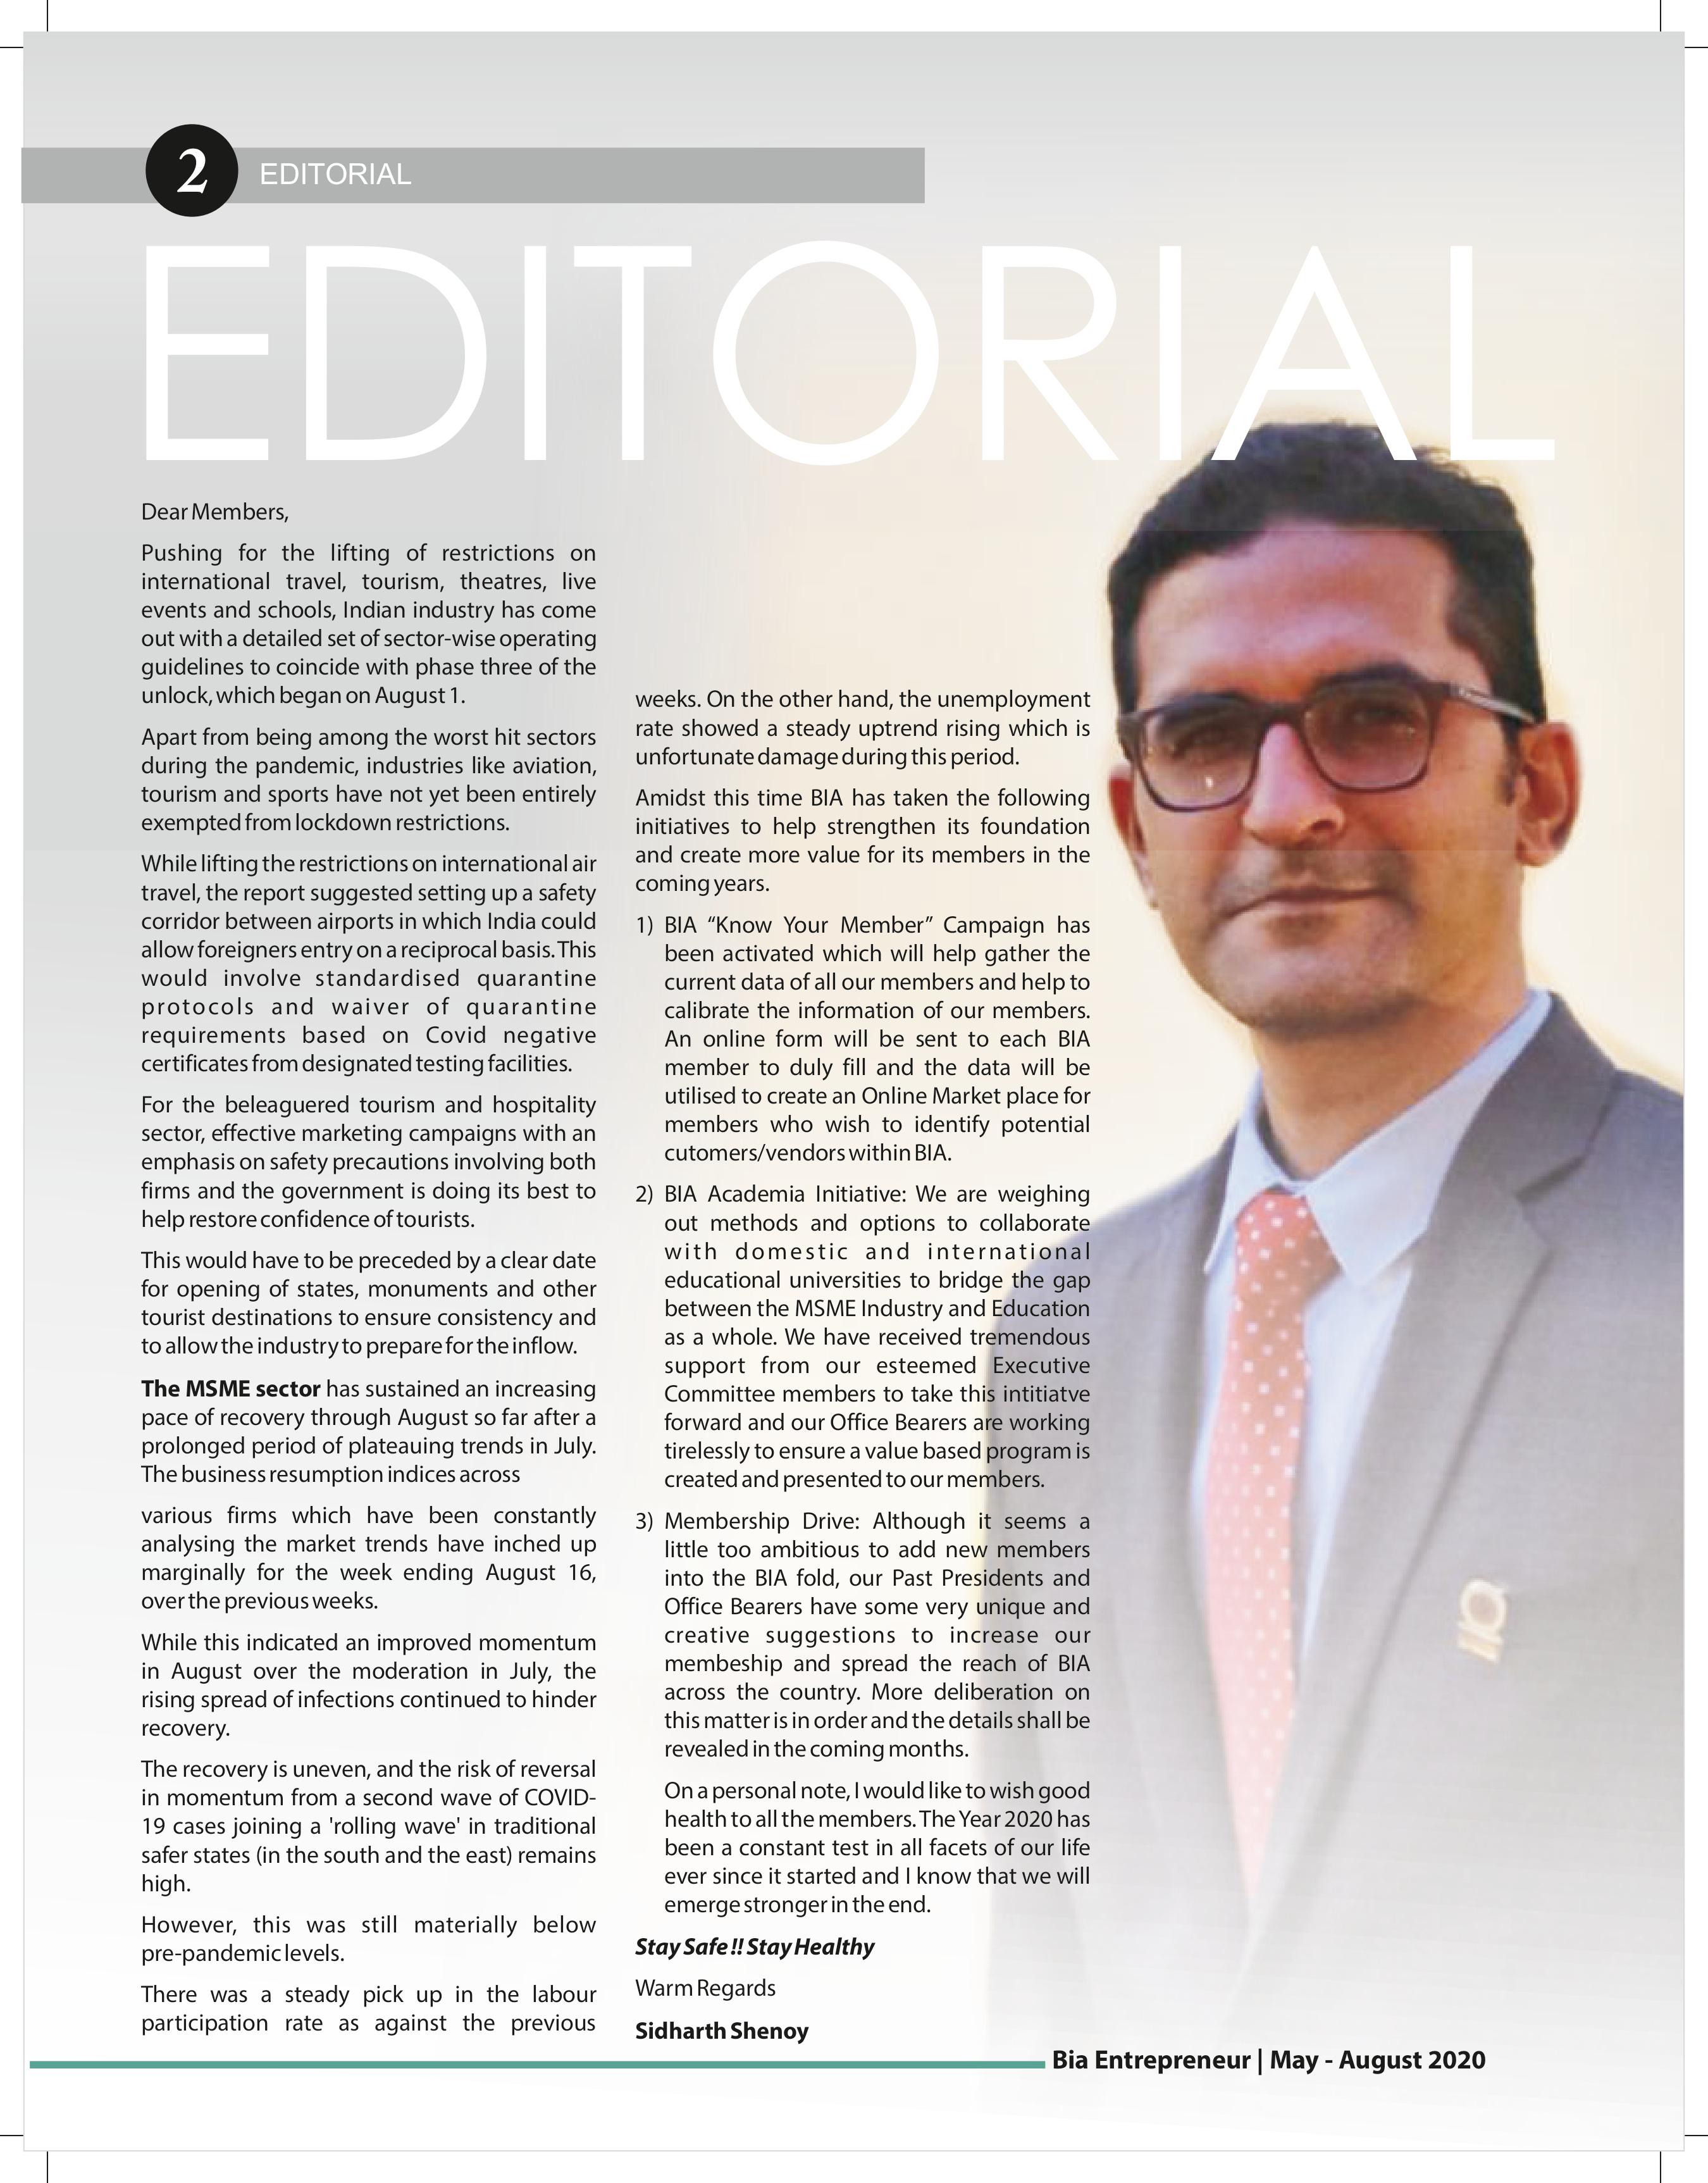 2
EDITORIAL
EDITORIAL
Dear Members,
Pushing for the lifting of restrictions on
international travel, tourism, theatres, live
events and schools, Indian industry has come
out with a detailed set of sector-wise operating
guidelines to coincide with phase three of the
unlock, which began on August 1.
Apart from being among the worst hit sectors
during the pandemic, industries like aviation,
tourism and sports have not yet been entirely
exempted from lockdown restrictions.
While lifting the restrictions on international air
travel, the report suggested setting up a safety
corridor between airports in which India could
allow foreigners entry on a reciprocal basis. This
would involve standardised quarantine
protocols and waiver of quarantine
requirements based on Covid negative
certificates from designated testing facilities.
For the beleaguered tourism and hospitality
sector, effective marketing campaigns with an
emphasis on safety precautions involving both
firms and the government is doing its best to
help restore confidence of tourists.
This would have to be preceded by a clear date
for opening of states, monuments and other
tourist destinations to ensure consistency and
to allow the industry to prepare for the inflow.
The MSME sector has sustained an increasing
pace of recovery through August so far after a
prolonged period of plateauing trends in July.
The business resumption indices across
various firms which have been constantly
analysing the market trends have inched up
marginally for the week ending August 16,
over the previous weeks.
While this indicated an improved momentum
in August over the moderation in July, the
rising spread of infections continued to hinder
recovery.
The recovery is uneven, and the risk of reversal
in momentum from a second wave of COVID-
19 cases joining a 'rolling wave' in traditional
safer states (in the south and the east) remains
high.
However, this was still materially below
pre-pandemic levels.
There was a steady pick up in the labour
participation rate as against the previous
weeks. On the other hand, the unemployment
rate showed a steady uptrend rising which is
unfortunate damage during this period.
Amidst this time BIA has taken the following
initiatives to help strengthen its foundation
and create more value for its members in the
coming years.
1) BIA “Know Your Member” Campaign has
been activated which will help gather the
current data of all our members and help to
calibrate the information of our members.
An online form will be sent to each BIA
member to duly fill and the data will be
utilised to create an Online Market place for
members who wish to identify potential
cutomers/vendors within BIA.
2) BIA Academia Initiative: We are weighing
out methods and options to collaborate
with domestic and international
educational universities to bridge the gap
between the MSME Industry and Education
as a whole. We have received tremendous
support from our esteemed Executive
Committee members to take this intitiatve
forward and our Office Bearers are working
tirelessly to ensure a value based program is
created and presented to our members.
3) Membership Drive: Although it seems a
little too ambitious to add new members
into the BIA fold, our Past Presidents and
Office Bearers have some very unique and
creative suggestions to increase our
membeship and spread the reach of BIA
across the country. More deliberation on
this matter is in order and the details shall be
revealed in the coming months.
On a personal note, I would like to wish good
health to all the members. The Year 2020 has
been a constant test in all facets of our life
ever since it started and I know that we will
emerge stronger in the end.
Stay Safe !! Stay Healthy
Warm Regards
Sidharth Shenoy
Bia Entrepreneur | May - August 2020